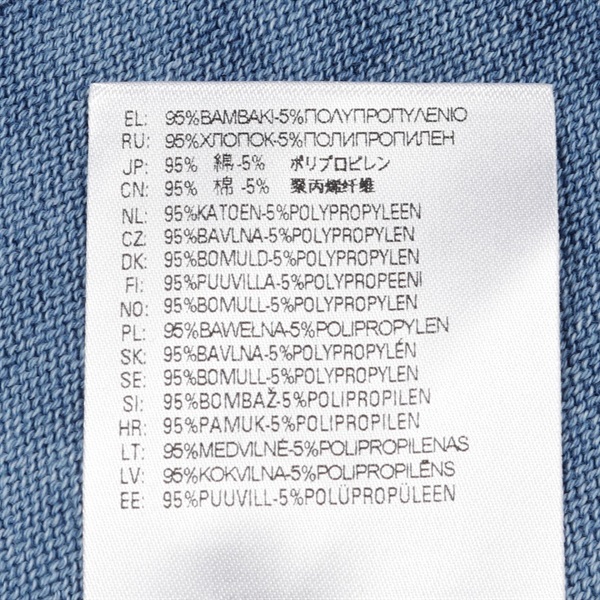 EL: 95%ΒΑΜΒΑΚΙ-5%ΠΟΛΥΠΡΟΠΥΛΕΝΙΟ
RU: 95%ХЛОПОК-5%ПОЛИПРОПИЛЕН
JP: 95% 綿-5% ポリプロピレン
CN: 95% 棉-5% 聚丙烯纤维
NL: 95%KATOEN-5%POLYPROPYLEEN
CZ: 95%BAVLNA-5%POLYPROPYLEN
DK: 95%BOMULD-5%POLYPROPYLEN
FI: 95%PUUVILLA-5%POLYPROPEENI
NO: 95%BOMULL-5%POLYPROPYLEN
PL: 95%BAWEŁNA-5%POLIPROPYLEN
SK: 95%BAVLNA-5%POLYPROPYLÉN
SE: 95%BOMULL-5%POLYPROPYLEN
SI: 95%BOMBAŽ-5%POLIPROPILEN
HR: 95%PAMUK-5%POLIPROPILEN
LT: 95%MEDVILNĖ-5%POLIPROPILENAS
LV: 95%KOKVILNA-5%POLIPROPILĒNS
EE: 95%PUUVILL-5%POLÜPROPÜLEEN